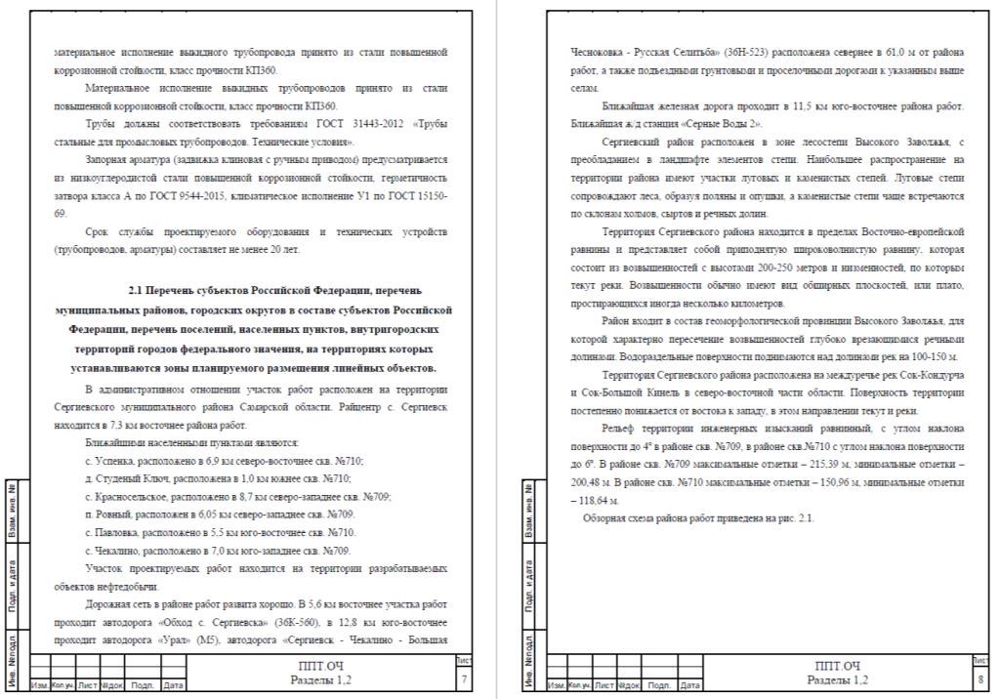 материальное исполнение выкидного трубопровода принято из стали повышенной
коррозионной стойкости, класс прочности КП360.
Материальное исполнение выкидных трубопроводов принято из стали
повышенной коррозионной стойкости, класс прочности КП360.
Трубы должны соответствовать требованиям ГОСТ 31443-2012 «Трубы
стальные для промысловых трубопроводов. Технические условия».
Запорная арматура (задвижка клиновая с ручным приводом) предусматривается
из низкоуглеродистой стали повышенной коррозионной стойкости, герметичность
затвора класса А по ГОСТ 9544-2015, климатическое исполнение У1 по ГОСТ 15150-
69.
Срок службы проектируемого оборудования и технических устройств
(трубопроводов, арматуры) составляет не менее 20 лет.
2.1 Перечень субъектов Российской Федерации, перечень
муниципальных районов, городских округов в составе субъектов Российской
Федерации, перечень поселений, населенных пунктов, внутригородских
территорий городов федерального значения, на территориях которых
устанавливаются зоны планируемого размещения линейных объектов.
В административном отношении участок работ расположен на территории
Сергиевского муниципального района Самарской области. Райцентр с. Сергиевск
находится в 7,3 км восточнее района работ.
Ближайшими населенными пунктами являются:
с. Успенка, расположено в 6,9 км северо-восточнее скв. №710;
д. Студеный Ключ, расположена в 1,0 км южнее скв. №710;
с. Красносельское, расположено в 8,7 км северо-западнее скв. №709;
п. Ровный, расположен в 6,05 км северо-западнее скв. №709.
с. Павловка, расположено в 5,5 км юго-восточнее скв. №710.
с. Чекалино, расположено в 7,0 км юго-западнее скв. №709.
Участок проектируемых работ находится на территории разрабатываемых
объектов нефтедобычи.
Дорожная сеть в районе работ развита хорошо. В 5,6 км восточнее участка работ
проходит автодорога «Обход с. Сергиевска» (36К-560), в 12,8 км юго-восточнее
проходит автодорога «Урал» (М5), автодорога «Сергиевск - Чекалино - Большая
Взам. инв. №
Подп. и дата
Инв. №подл.
Изм. Кол.уч. Лист №док. Подп. Дата
ППТ.ОЧ
Разделы 1,2
Лист
7
Чесноковка - Русская Селитьба» (36Н-523) расположена севернее в 61,0 м от района
работ, а также подъездными грунтовыми и проселочными дорогами к указанным выше
селам.
Ближайшая железная дорога проходит в 11,5 км юго-восточнее района работ.
Ближайшая ж/д станция «Серные Воды 2».
Сергиевский район расположен в зоне лесостепи Высокого Заволжья, с
преобладанием в ландшафте элементов степи. Наибольшее распространение на
территории района имеют участки луговых и каменистых степей. Луговые степи
сопровождают леса, образуя поляны и опушки, а каменистые степи чаще встречаются
по склонам холмов, сыртов и речных долин.
Территория Сергиевского района находится в пределах Восточно-европейской
равнины и представляет собой приподнятую широковолнистую равнину, которая
состоит из возвышенностей с высотами 200-250 метров и низменностей, по которым
текут реки. Возвышенности обычно имеют вид обширных плоскостей, или плато,
простирающихся иногда несколько километров.
Район входит в состав геоморфологической провинции Высокого Заволжья, для
которой характерно пересечение возвышенностей глубоко врезающимися речными
долинами. Водораздельные поверхности поднимаются над долинами рек на 100-150 м.
Территория Сергиевского района расположена на междуречье рек Сок-Кондурча
и Сок-Большой Кинель в северо-восточной части области. Поверхность территории
постепенно понижается от востока к западу, в этом направлении текут и реки.
Рельеф территории инженерных изысканий равнинный, с углом наклона
поверхности до 4° в районе скв. №709, в районе скв.№710 с углом наклона поверхности
до 6°. В районе скв. №709 максимальные отметки – 215,39 м, минимальные отметки –
200,48 м. В районе скв. №710 максимальные отметки – 150,96 м, минимальные отметки
– 118,64 м.
Обзорная схема района работ приведена на рис. 2.1.
Взам. инв. №
Подп. и дата
Инв. №подл.
Изм. Кол.уч. Лист №док. Подп. Дата
ППТ.ОЧ
Разделы 1,2
Лист
8